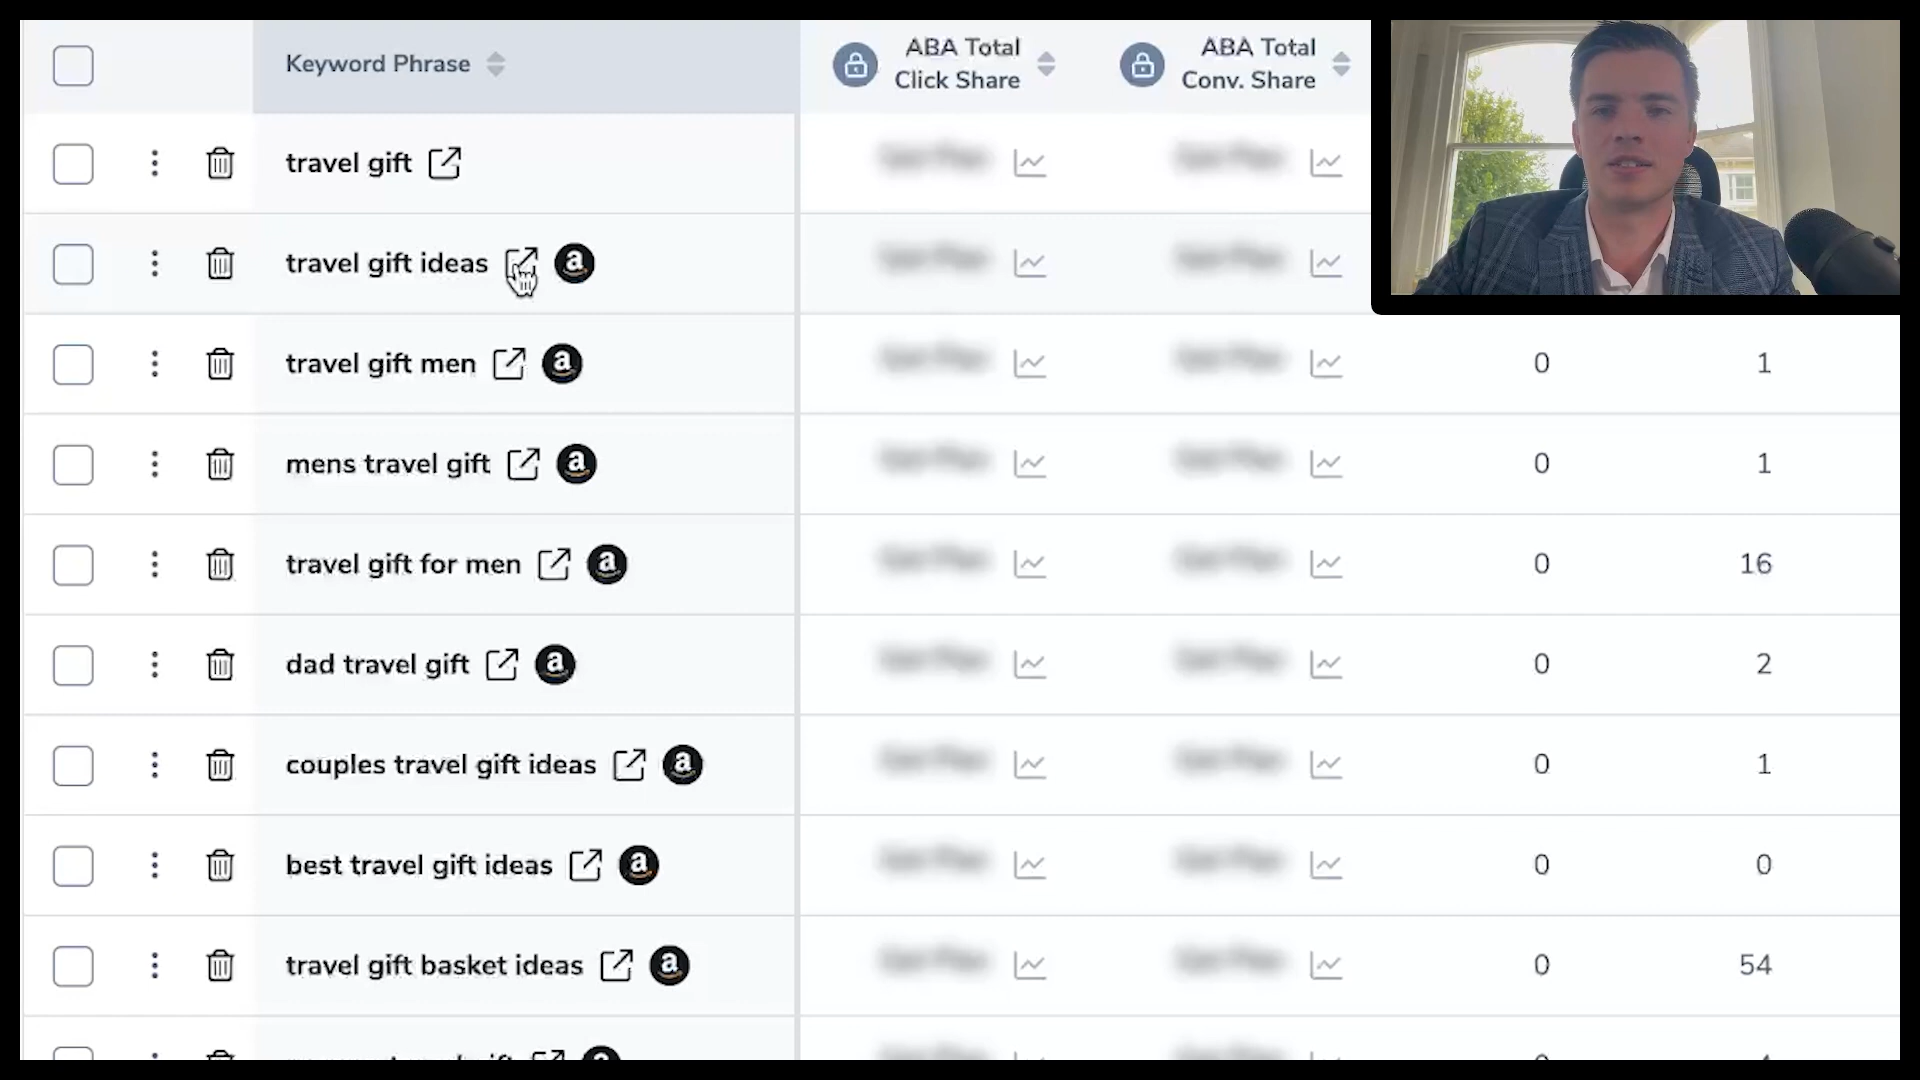 Keyword Phrase
ABA Total
Click Share
ABA Total
Conv. Share
travel gift
travel gift ideas a
travel gift men a 0 1
mens travel gift a 0 1
travel gift for men a 0 16
dad travel gift a 0 2
couples travel gift ideas a 0 1
best travel gift ideas a 0 0
travel gift basket ideas a 0 54